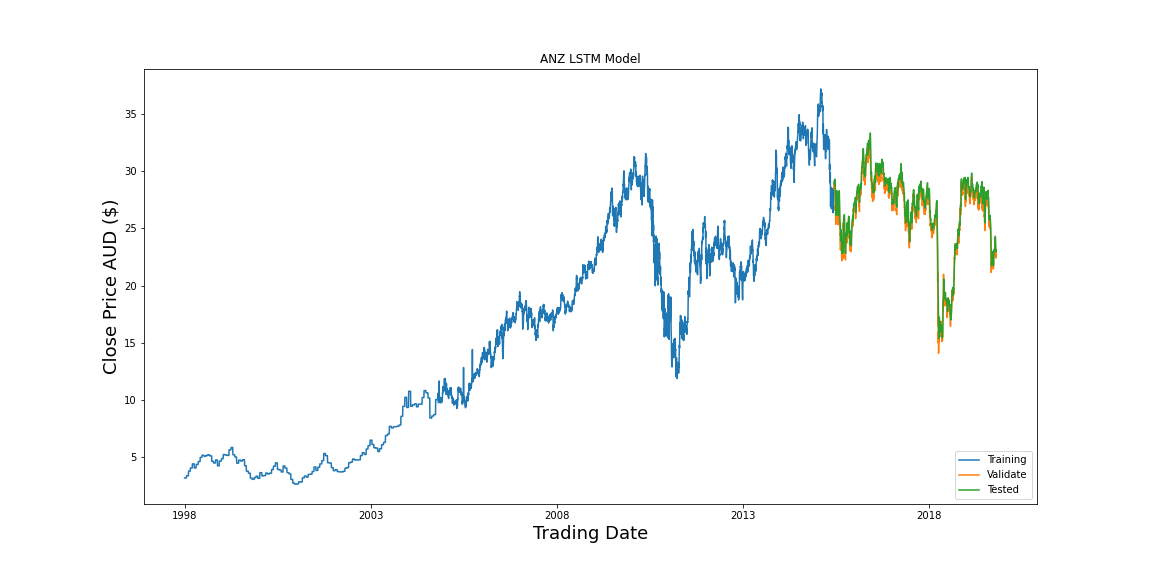 ANZ LSTM Model
Close Price AUD ($)
35
30
25
20
15
10
5
1998 2003 2008 2013 2018
Trading Date
Training
Validate
Tested